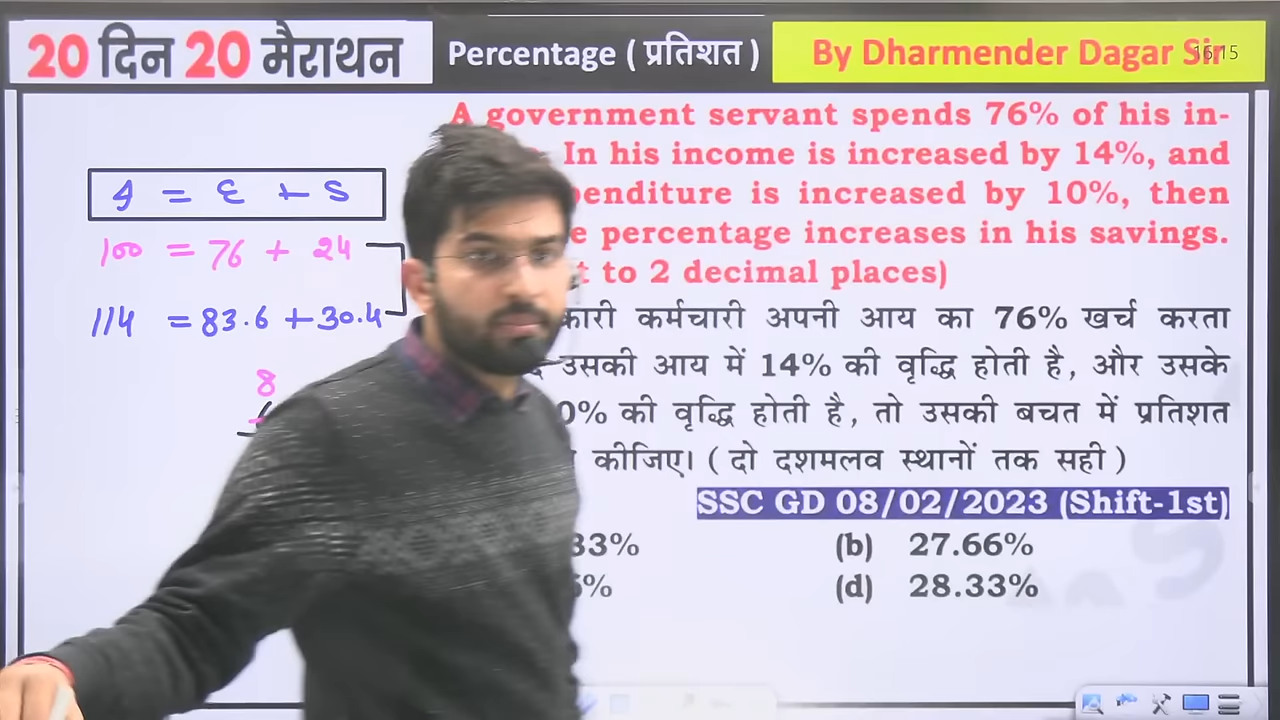 20 दिन 20 मैराथन
Percentage ( प्रतिशत )
By Dharmender Dagar Sir
16:15
A government servant spends 76% of his in-
In his income is increased by 14%, and
penditure is increased by 10%, then
percentage increases in his savings.
to 2 decimal places)
कर्मचारी अपनी आय का 76% खर्च करता
उसकी आय में 14% की वृद्धि होती है, और उसके
0% की वृद्धि होती है, तो उसकी बचत में प्रतिशत
कीजिए। ( दो दशमलव स्थानों तक सही )
SSC GD 08/02/2023 (Shift-1st)
33%
(b) 27.66%
%
(d) 28.33%
I = E + S
100 = 76 + 24
114 = 83.6 + 30.4
8